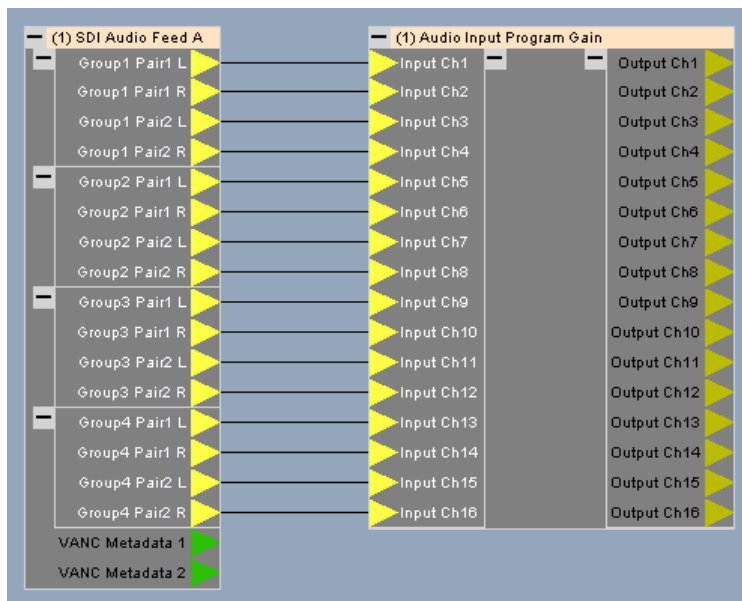 (1) SDI Audio Feed A
Group1 Pair1 L
Group1 Pair1 R
Group1 Pair2 L
Group1 Pair2 R
Group2 Pair1 L
Group2 Pair1 R
Group2 Pair2 L
Group2 Pair2 R
Group3 Pair1 L
Group3 Pair1 R
Group3 Pair2 L
Group3 Pair2 R
Group4 Pair1 L
Group4 Pair1 R
Group4 Pair2 L
Group4 Pair2 R
VANC Metadata 1
VANC Metadata 2
(1) Audio Input Program Gain
Input Ch1
Input Ch2
Input Ch3
Input Ch4
Input Ch5
Input Ch6
Input Ch7
Input Ch8
Input Ch9
Input Ch10
Input Ch11
Input Ch12
Input Ch13
Input Ch14
Input Ch15
Input Ch16
Output Ch1
Output Ch2
Output Ch3
Output Ch4
Output Ch5
Output Ch6
Output Ch7
Output Ch8
Output Ch9
Output Ch10
Output Ch11
Output Ch12
Output Ch13
Output Ch14
Output Ch15
Output Ch16